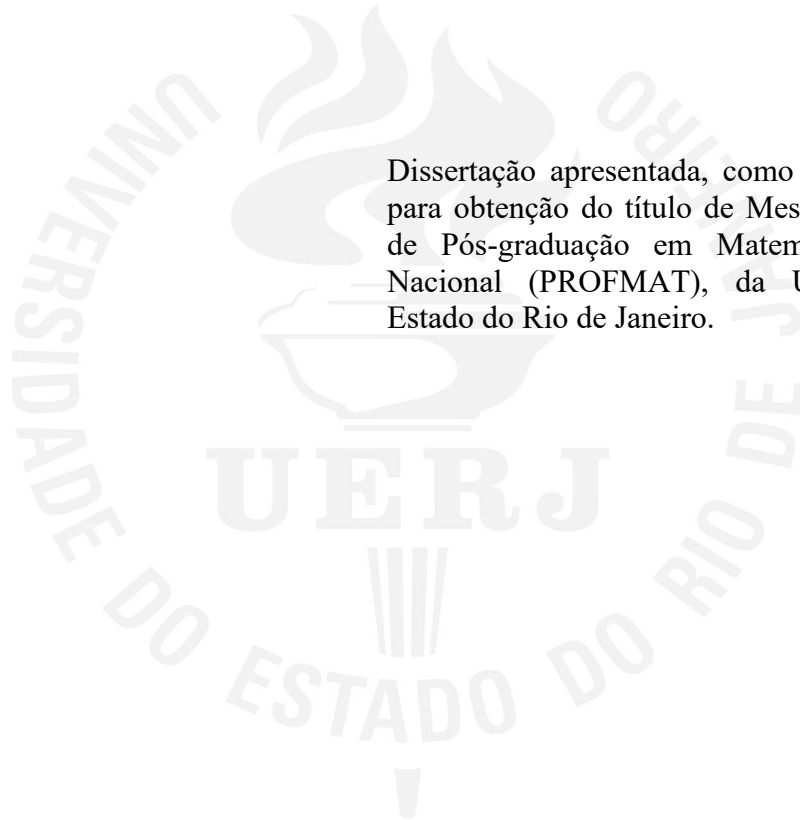 Dissertação apresentada, como
para obtenção do título de Mes
de Pós-graduação em Matem
Nacional (PROFMAT), da U
Estado do Rio de Janeiro.
UNIVERSIDADE DO ESTADO DO RIO DE JANEIRO
UERJ